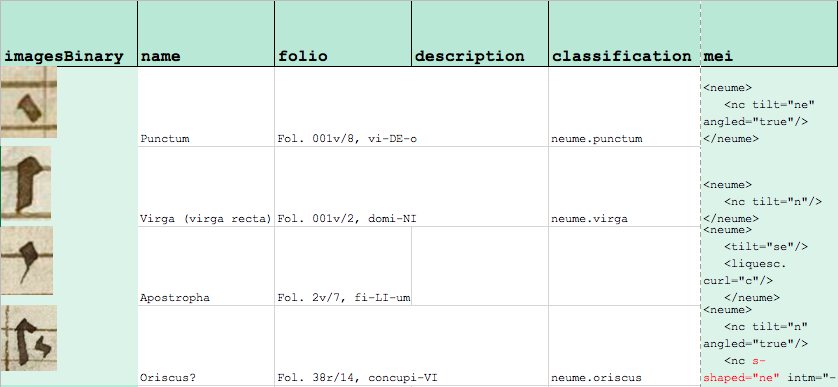 imagesBinary name folio description classification mei
<neume>
<nc tilt="ne"
angled="true"/>
</neume>
Punctum Fol. 001v/8, vi-DE-o neume.punctum
<neume>
<nc tilt="n"/>
</neume>
Virga (virga recta) Fol. 001v/2, domi-NI neume.virga
<neume>
<tilt="se"/>
<liquesc.
curl="c"/>
</neume>
Apostropha Fol. 2v/7, fi-LI-um
<neume>
<nc tilt="n"
angled="true"/>
<nc s-
shaped="ne" intm="-
Oriscus? Fol. 38r/14, concupi-VI neume.oriscus